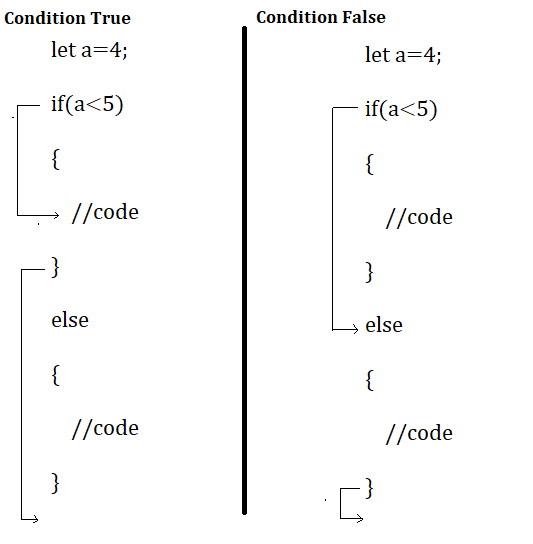 Condition True
let a=4;
if(a<5)
{
//code
}
else
{
//code
}
Condition False
let a=4;
if(a<5)
{
//code
}
else
{
//code
}